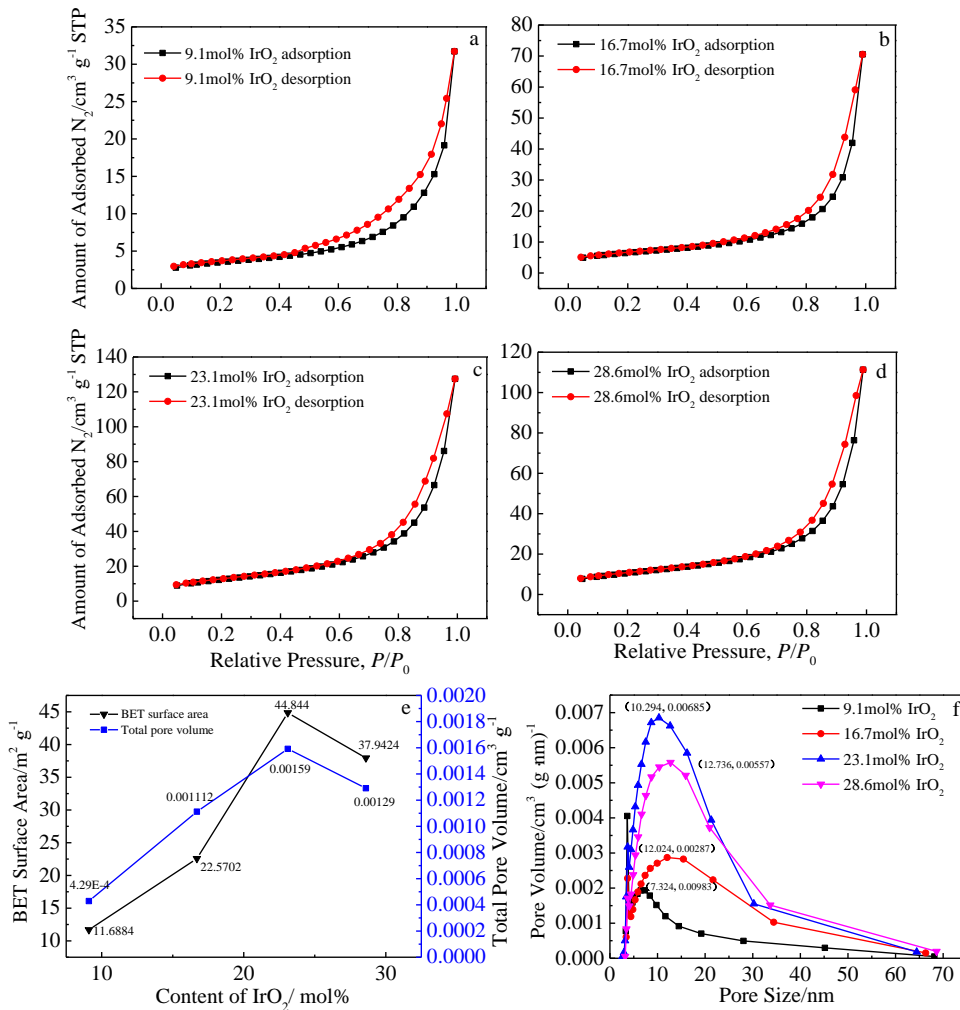 a
9.1mol% IrO2 adsorption
9.1mol% IrO2 desorption
Amount of Adsorbed N2/cm3 g-1 STP
35
30
25
20
15
10
5
0
0.0 0.2 0.4 0.6 0.8 1.0
b
16.7mol% IrO2 adsorption
16.7mol% IrO2 desorption
80
70
60
50
40
30
20
10
0
0.0 0.2 0.4 0.6 0.8 1.0
c
23.1mol% IrO2 adsorption
23.1mol% IrO2 desorption
Amount of Adsorbed N2/cm3 g-1 STP
140
120
100
80
60
40
20
0
0.0 0.2 0.4 0.6 0.8 1.0
Relative Pressure, P/P0
d
28.6mol% IrO2 adsorption
28.6mol% IrO2 desorption
120
100
80
60
40
20
0
0.0 0.2 0.4 0.6 0.8 1.0
Relative Pressure, P/P0
e
BET surface area
Total pore volume
BET Surface Area/m2 g-1
45
40
35
30
25
20
15
10
44.844
37.9424
0.00159
0.00129
0.001112
22.5702
4.29E-4
11.6884
10 20 30
Content of IrO2/ mol%
0.0020
0.0018
0.0016
0.0014
0.0012
0.0010
0.0008
0.0006
0.0004
0.0002
0.0000
Total Pore Volume/cm3 g-1
f
9.1mol% IrO2
16.7mol% IrO2
23.1mol% IrO2
28.6mol% IrO2
(10.294, 0.00685)
(12.736, 0.00557)
(12.024, 0.00287)
(7.324, 0.00983)
Pore Volume/cm3 (g nm)-1
0.007
0.006
0.005
0.004
0.003
0.002
0.001
0.000
0 10 20 30 40 50 60 70
Pore Size/nm